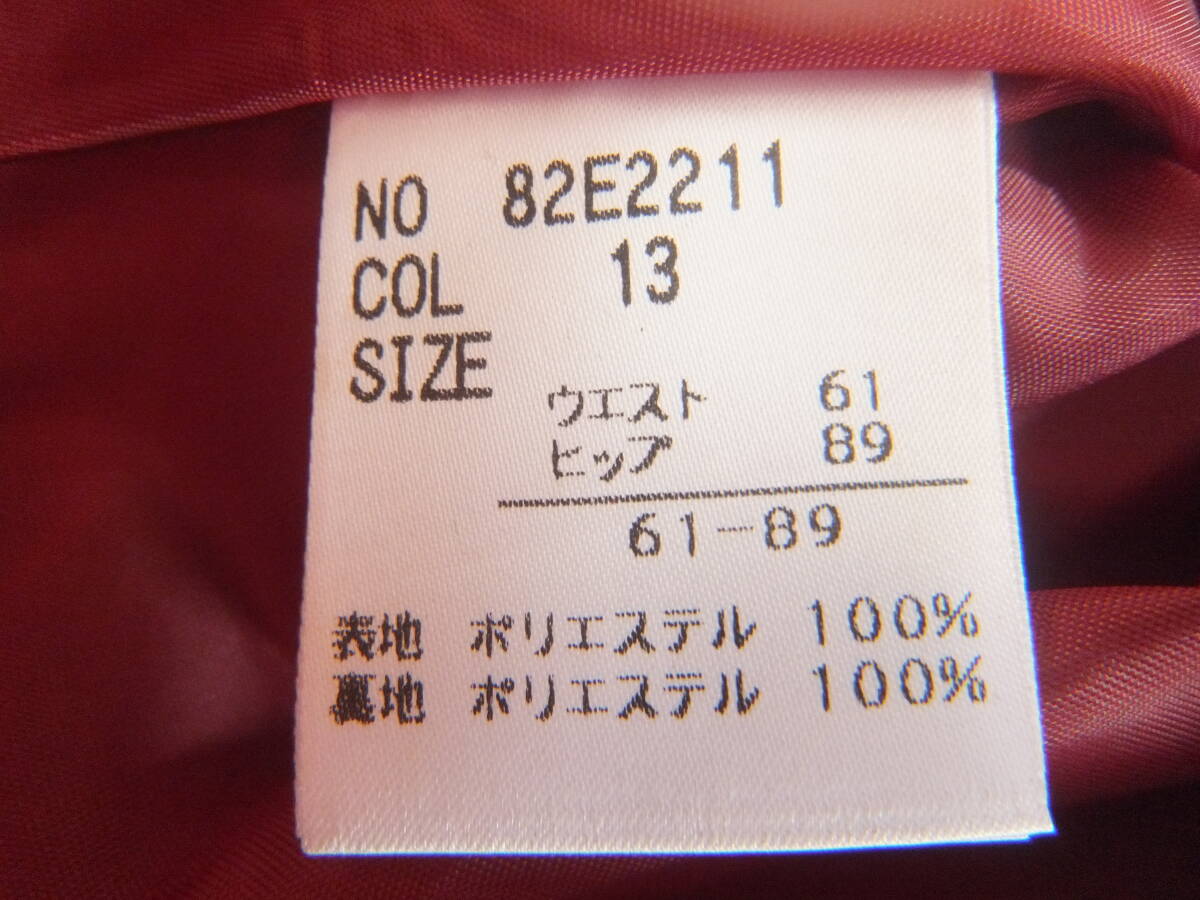 NO 82E2211
COL 13
SIZE
ウエスト 61
ヒップ 89
61-89
表地 ポリエステル 100%
裏地 ポリエステル 100%